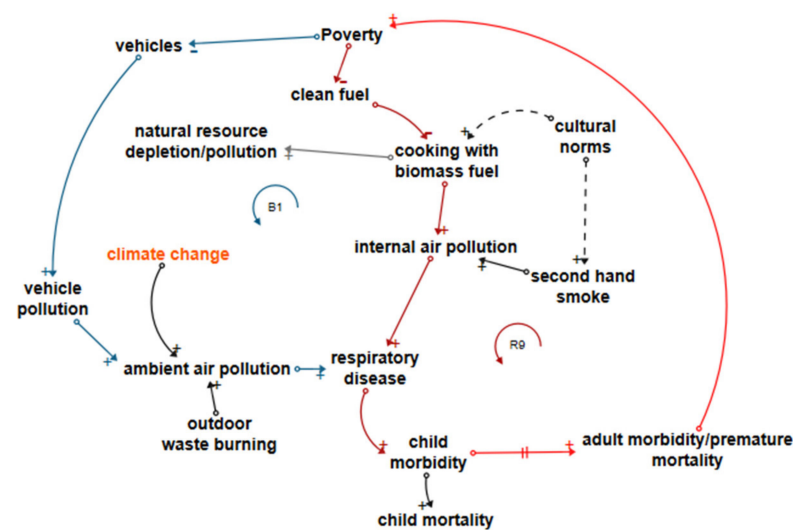 Poverty
vehicles
clean fuel
natural resource
depletion/pollution
cooking with
biomass fuel
cultural
norms
B1
climate change
internal air pollution
second hand
smoke
vehicle
pollution
R9
ambient air pollution
respiratory
disease
outdoor
waste burning
child
morbidity
adult morbidity/premature
mortality
child mortality